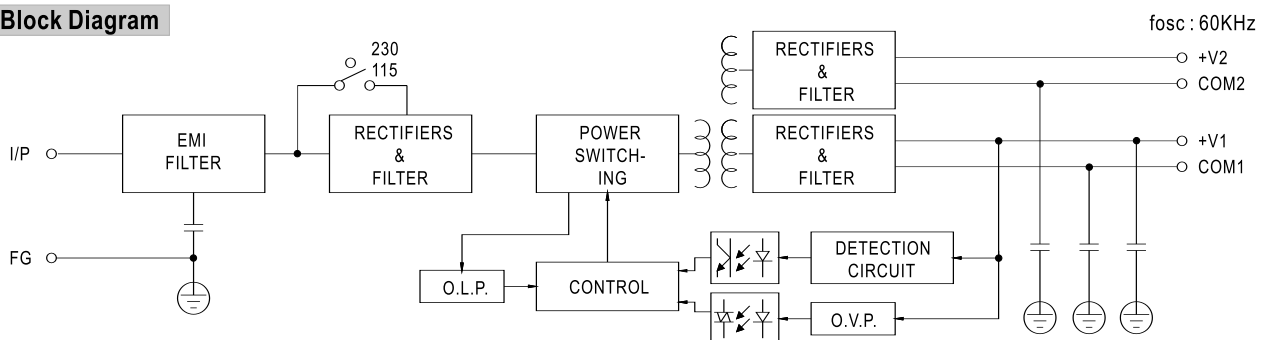 Block Diagram
fosc : 60KHz
230
115
RECTIFIERS
&
FILTER
+V2
COM2
I/P
EMI
FILTER
RECTIFIERS
&
FILTER
POWER
SWITCH-
ING
RECTIFIERS
&
FILTER
+V1
COM1
FG
O.L.P.
CONTROL
DETECTION
CIRCUIT
O.V.P.